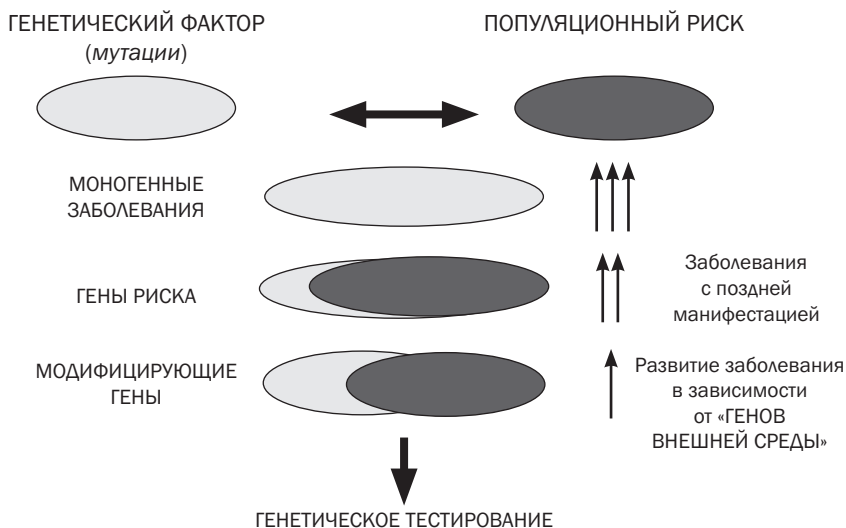 ГЕНЕТИЧЕСКИЙ ФАКТОР
(мутации)
ПОПУЛЯЦИОННЫЙ РИСК
МОНОГЕННЫЕ
ЗАБОЛЕВАНИЯ
ГЕНЫ РИСКА
Заболевания
с поздней
манифестацией
МОДИФИЦИРУЮЩИЕ
ГЕНЫ
Развитие заболевания
в зависимости
от «ГЕНОВ
ВНЕШНЕЙ СРЕДЫ»
ГЕНЕТИЧЕСКОЕ ТЕСТИРОВАНИЕ